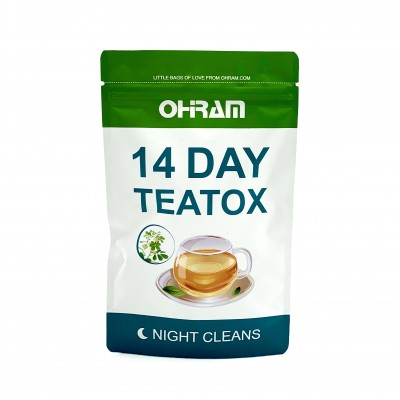 LITTLE BAGS OF LOVE FROM OHRAM.COM
OHRAM
14 DAY
TEATOX
NIGHT CLEANS